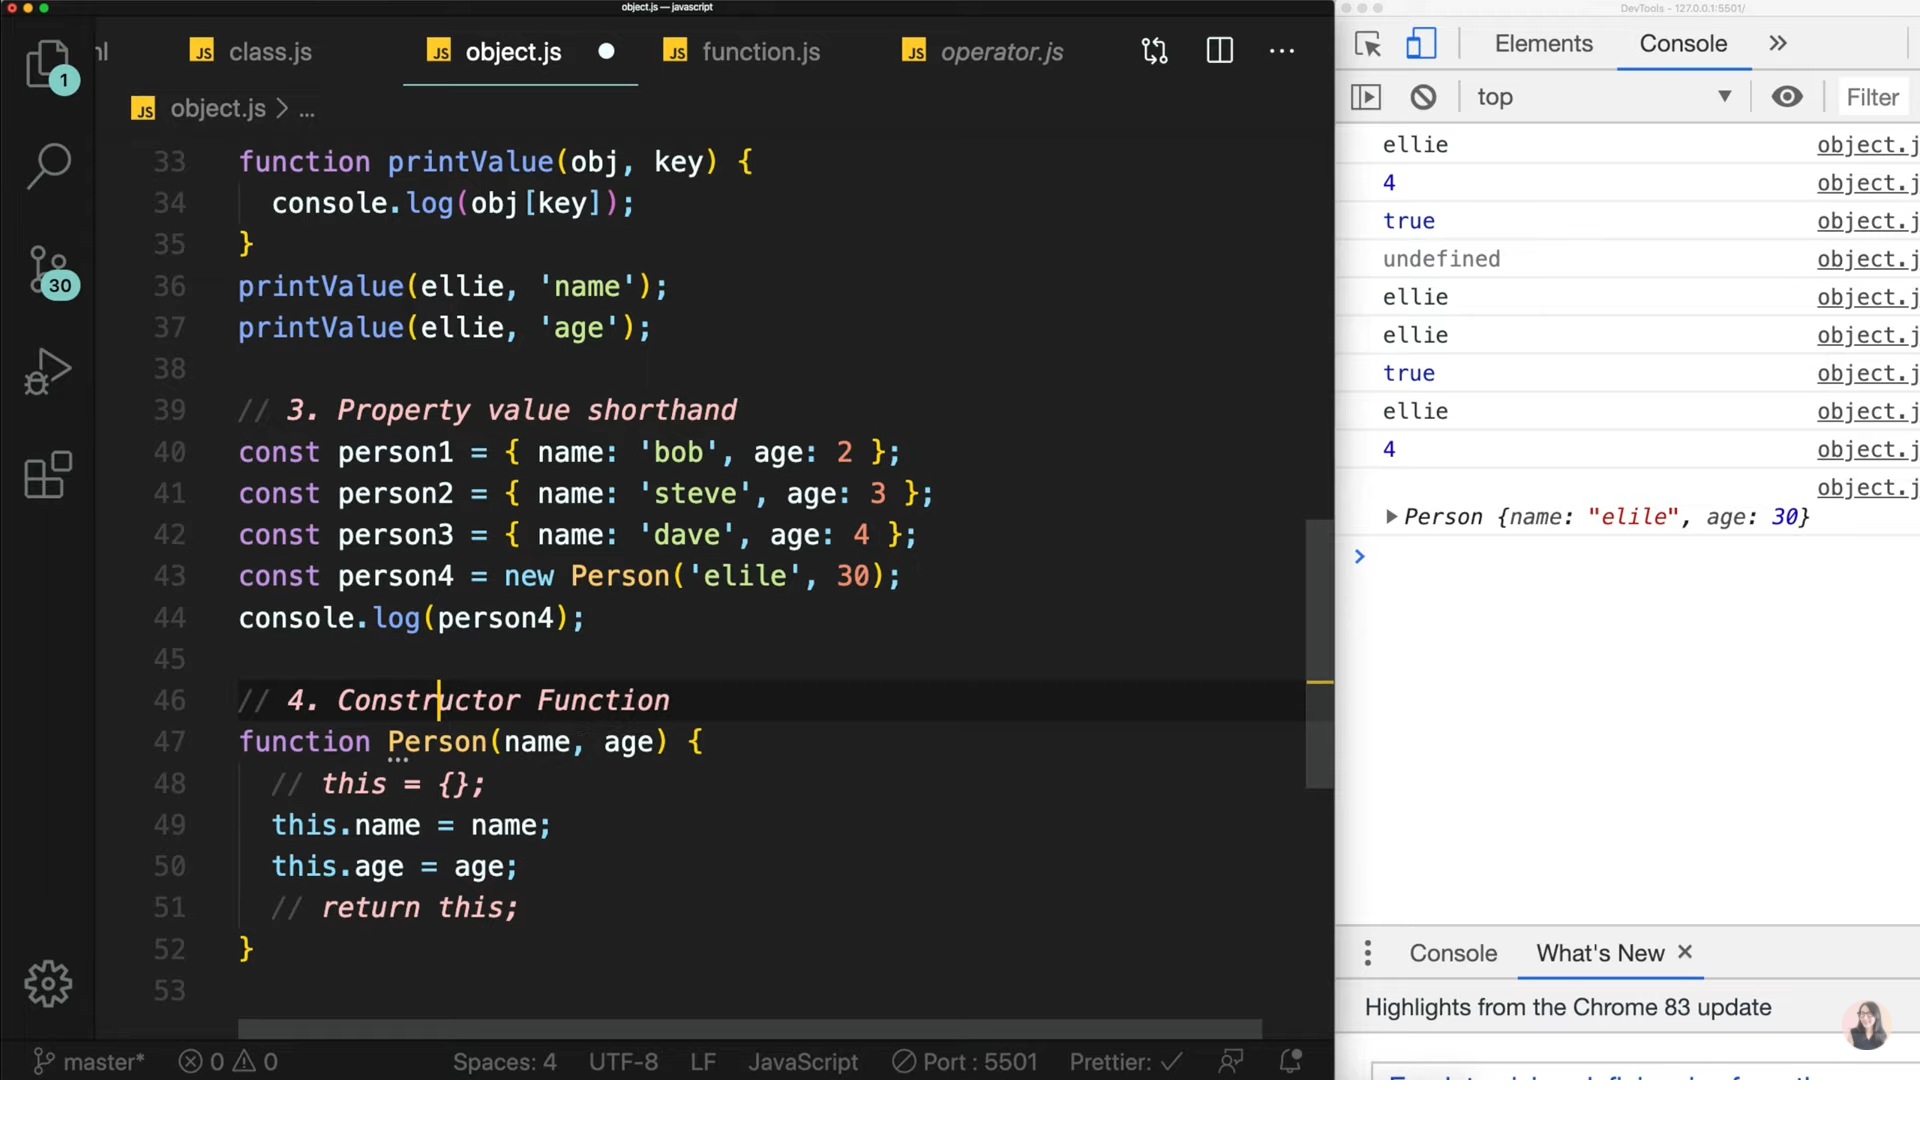 object.js — javascript
DevTools - 127.0.0.1:5501/
class.js
object.js
function.js
operator.js
Elements
Console
object.js > ...
top
Filter
33 function printValue(obj, key) {
34 console.log(obj[key]);
35 }
36 printValue(ellie, 'name');
37 printValue(ellie, 'age');
38
39 // 3. Property value shorthand
40 const person1 = { name: 'bob', age: 2 };
41 const person2 = { name: 'steve', age: 3 };
42 const person3 = { name: 'dave', age: 4 };
43 const person4 = new Person('elile', 30);
44 console.log(person4);
45
46 // 4. Constructor Function
47 function Person(name, age) {
48 // this = {};
49 this.name = name;
50 this.age = age;
51 // return this;
52 }
53
1
30
ellie object.j
4 object.j
true object.j
undefined object.j
ellie object.j
ellie object.j
true object.j
ellie object.j
4 object.j
object.j
Person {name: "elile", age: 30}
Console
What's New
Highlights from the Chrome 83 update
master*
0 0
Spaces: 4
UTF-8
LF
JavaScript
Port : 5501
Prettier: ✓